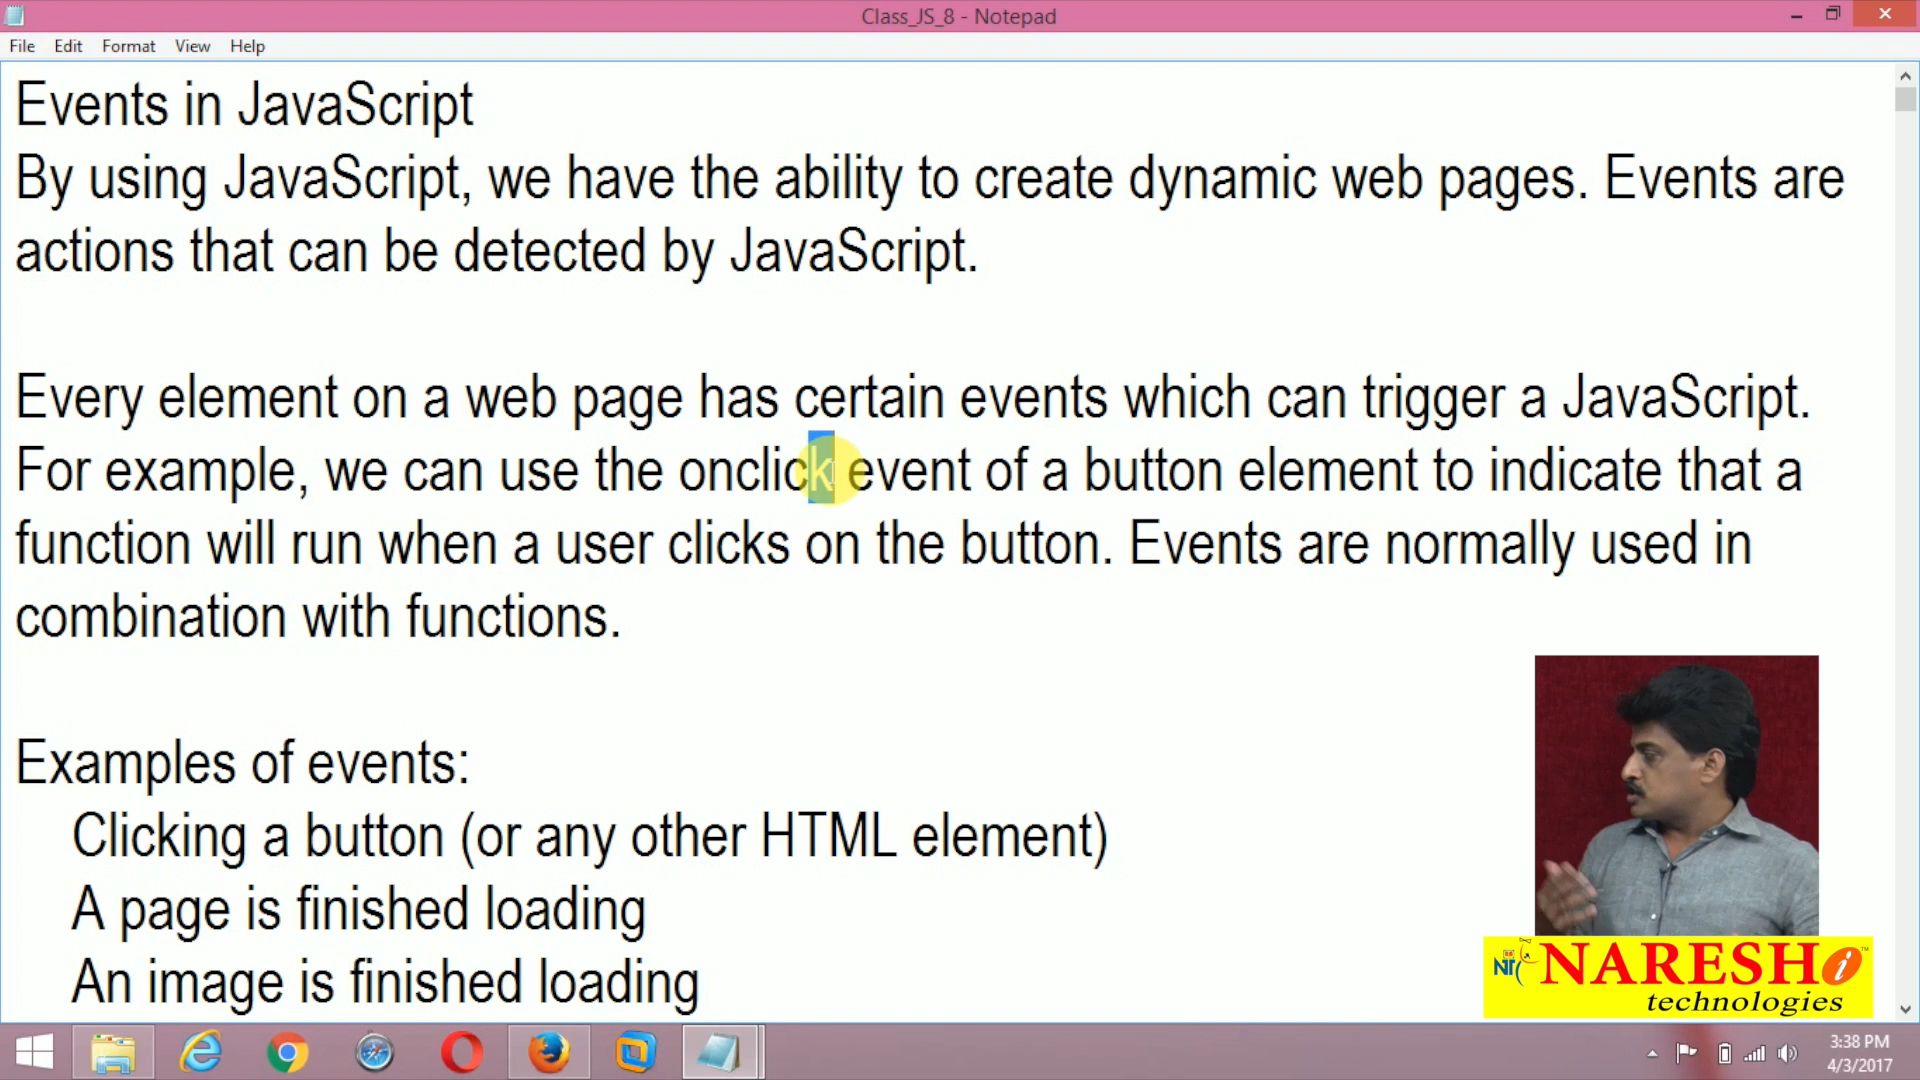 Class_JS_8 - Notepad
File Edit Format View Help
Events in JavaScript
By using JavaScript, we have the ability to create dynamic web pages. Events are
actions that can be detected by JavaScript.
Every element on a web page has certain events which can trigger a JavaScript.
For example, we can use the onclick event of a button element to indicate that a
function will run when a user clicks on the button. Events are normally used in
combination with functions.
Examples of events:
Clicking a button (or any other HTML element)
A page is finished loading
An image is finished loading
NARESH i
technologies
3:38 PM
4/3/2017